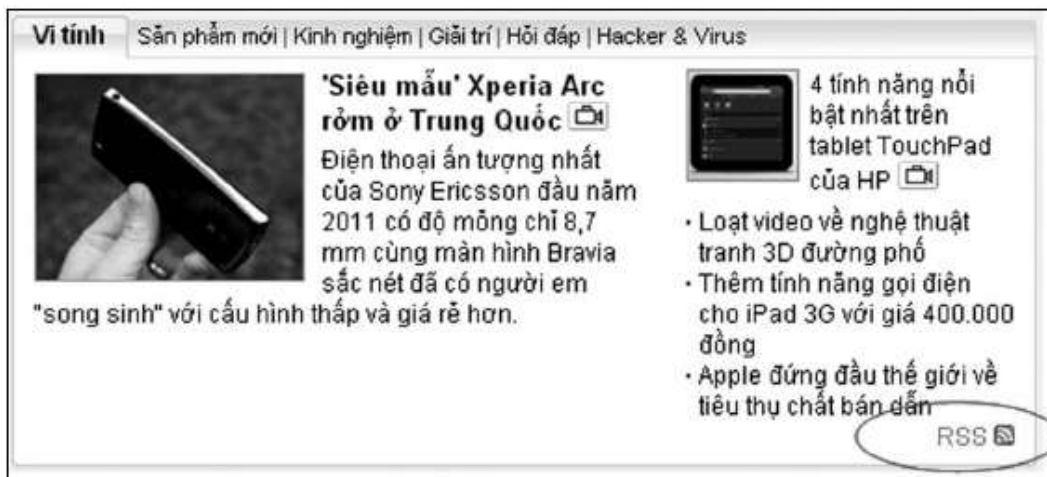 Vi tính Sản phẩm mới | Kinh nghiệm | Giải trí | Hỏi đáp | Hacker & Virus
'Siêu mẫu' Xperia Arc
rởm ở Trung Quốc
Điện thoại ấn tượng nhất
của Sony Ericsson đầu năm
2011 có độ mỏng chỉ 8,7
mm cùng màn hình Bravia
sắc nét đã có người em
"song sinh" với cấu hình thấp và giá rẻ hơn.
4 tính năng nổi
bật nhất trên
tablet TouchPad
của HP
· Loạt video về nghệ thuật
tranh 3D đường phố
· Thêm tính năng gọi điện
cho iPad 3G với giá 400.000
đồng
· Apple đứng đầu thế giới về
tiêu thụ chất bán dẫn
RSS